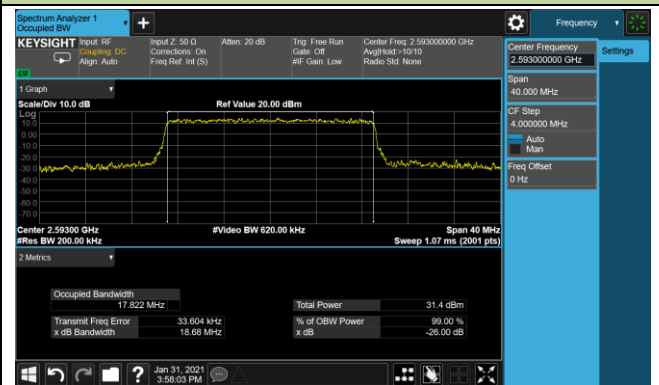 Spectrum Analyzer 1
Occupied BW
Frequency
KEYSIGHT Input: RF
Coupling: DC
Align: Auto
Input Z: 50 Ω
Corrections: On
Freq Ref: Int (S)
Atten: 20 dB
Trig: Free Run
Gate: Off
#IF Gain: Low
Center Freq: 2.593000000 GHz
Avg|Hold:>10/10
Radio Std: None
Center Frequency
2.593000000 GHz
Settings
Span
40.000 MHz
CF Step
4.000000 MHz
Auto
Man
Freq Offset
0 Hz
1 Graph
Scale/Div 10.0 dB
Ref Value 20.00 dBm
Log
10.0
0.00
-10.0
-20.0
-30.0
-40.0
-50.0
-60.0
-70.0
Center 2.59300 GHz
#Video BW 620.00 kHz
Span 40 MHz
#Res BW 200.00 kHz
Sweep 1.07 ms (2001 pts)
2 Metrics
Occupied Bandwidth
17.822 MHz
Total Power 31.4 dBm
Transmit Freq Error 33.604 kHz
% of OBW Power 99.00 %
x dB Bandwidth 18.68 MHz
x dB -26.00 dB
Jan 31, 2021
3:58:03 PM